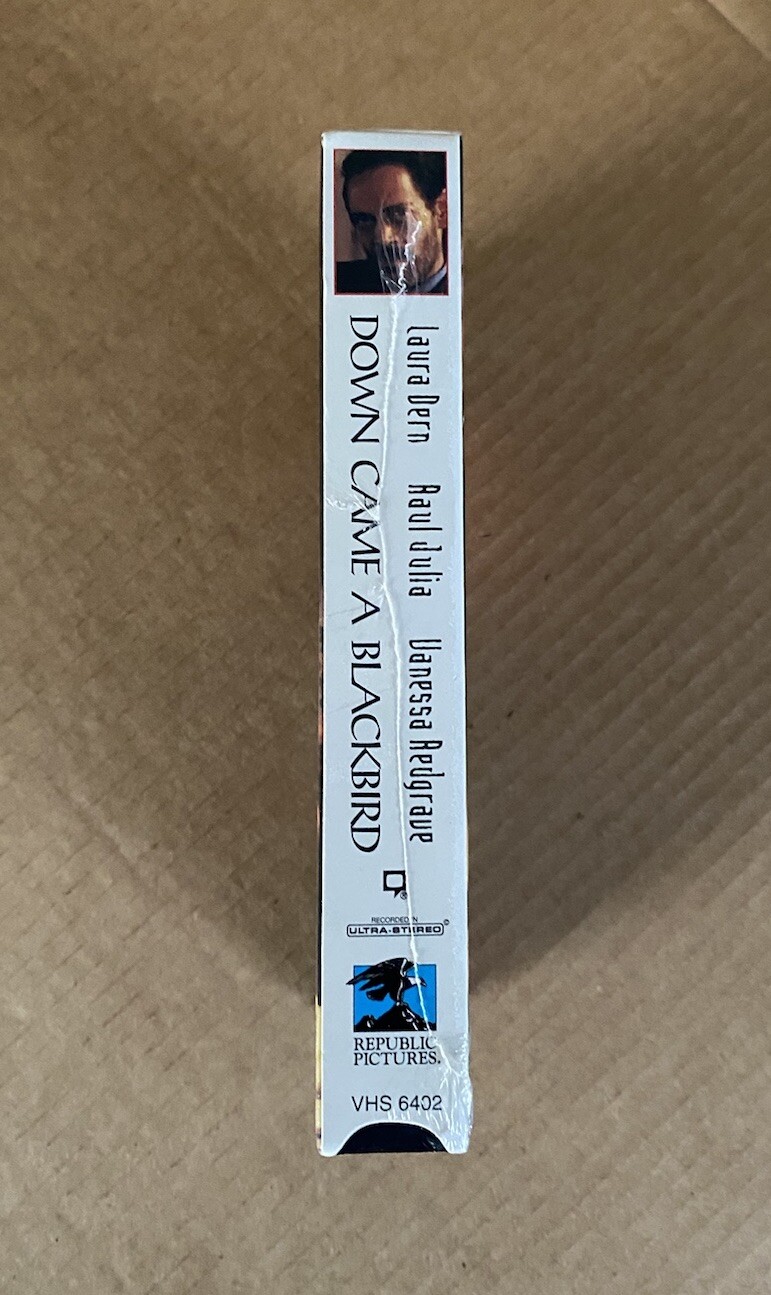 Laura Dern Raul Julia Vanessa Redgrave
DOWN CAME A BLACKBIRD
RECORDED IN
ULTRA-STEREO©
REPUBLIC
PICTURES.
VHS 6402